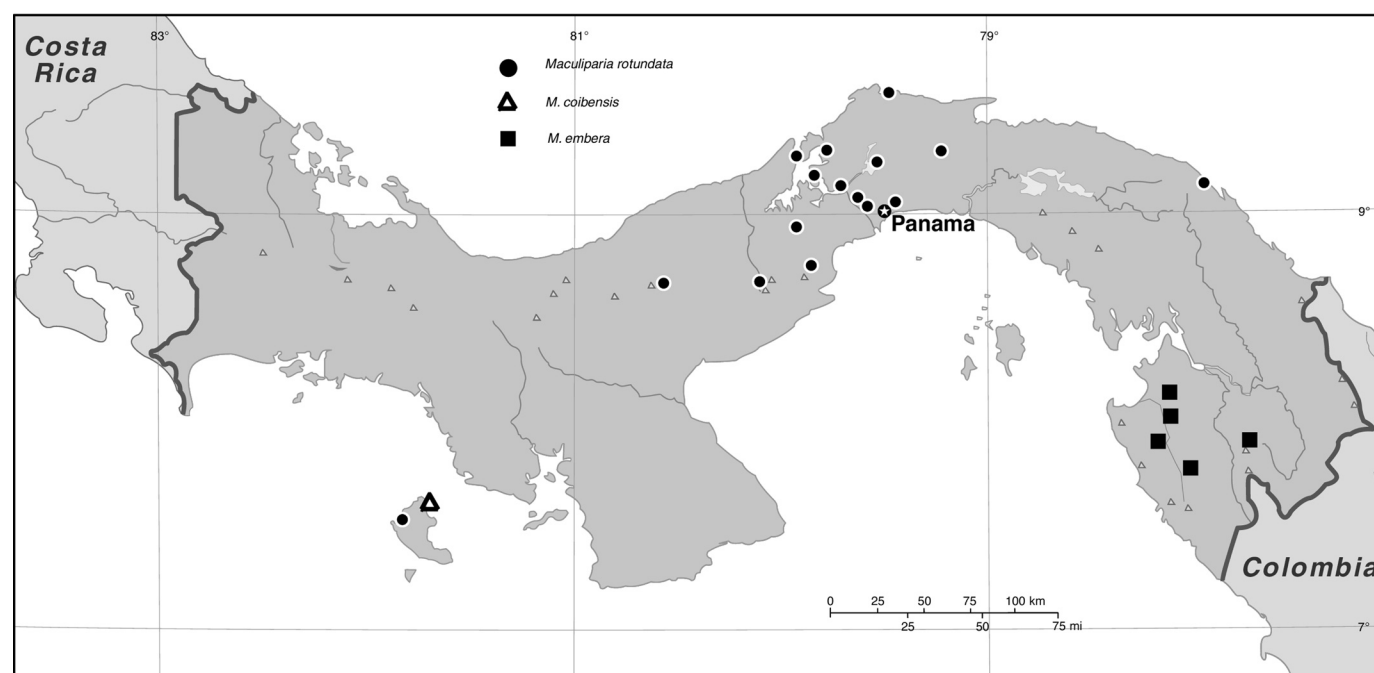 83°
81°
79°
Costa
Rica
Maculiparia rotundata
M. coibensis
M. embera
9°
Panama
Colombia
0 25 50 75 100 km
25 50 75 mi
7°